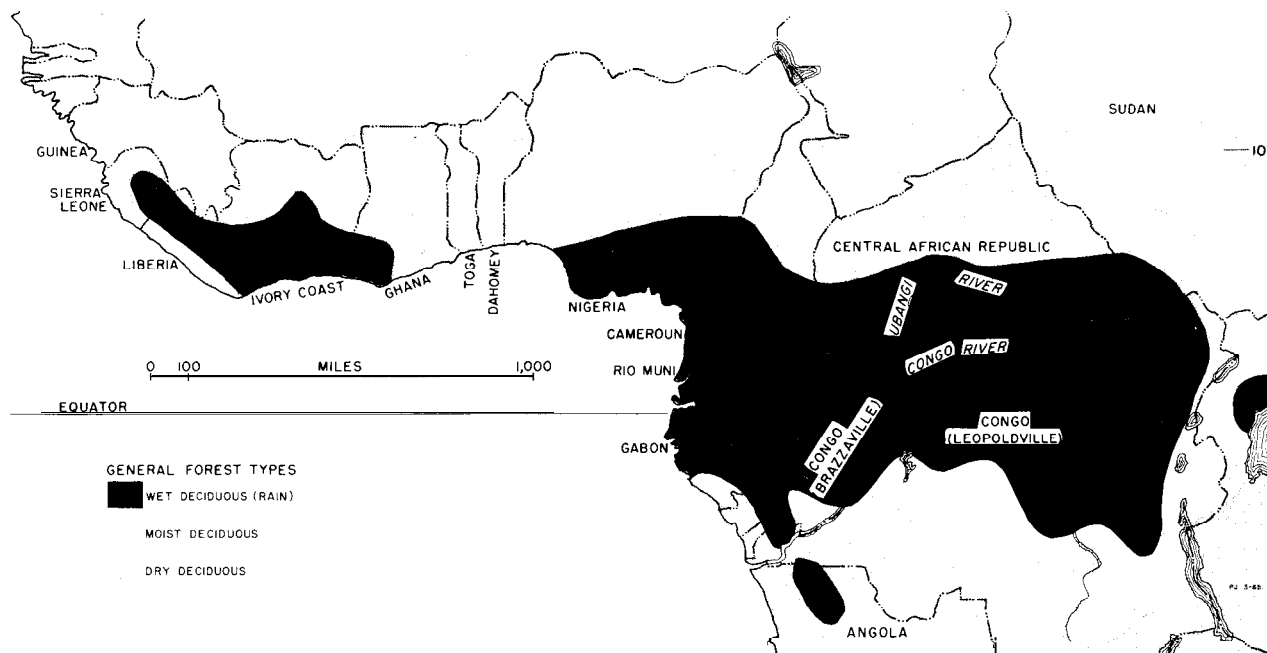 SUDAN
10
GUINEA
SIERRA
LEONE
LIBERIA
IVORY COAST
GHANA
TOGA
DAHOMEY
NIGERIA
CENTRAL AFRICAN REPUBLIC
UBANGI
RIVER
CAMEROUN
CONGO RIVER
0 100 MILES 1,000
RIO MUNI
EQUATOR
CONGO
(LEOPOLDVILLE)
CONGO
BRAZZAVILLE)
GABON
GENERAL FOREST TYPES
WET DECIDUOUS (RAIN)
MOIST DECIDUOUS
DRY DECIDUOUS
ANGOLA